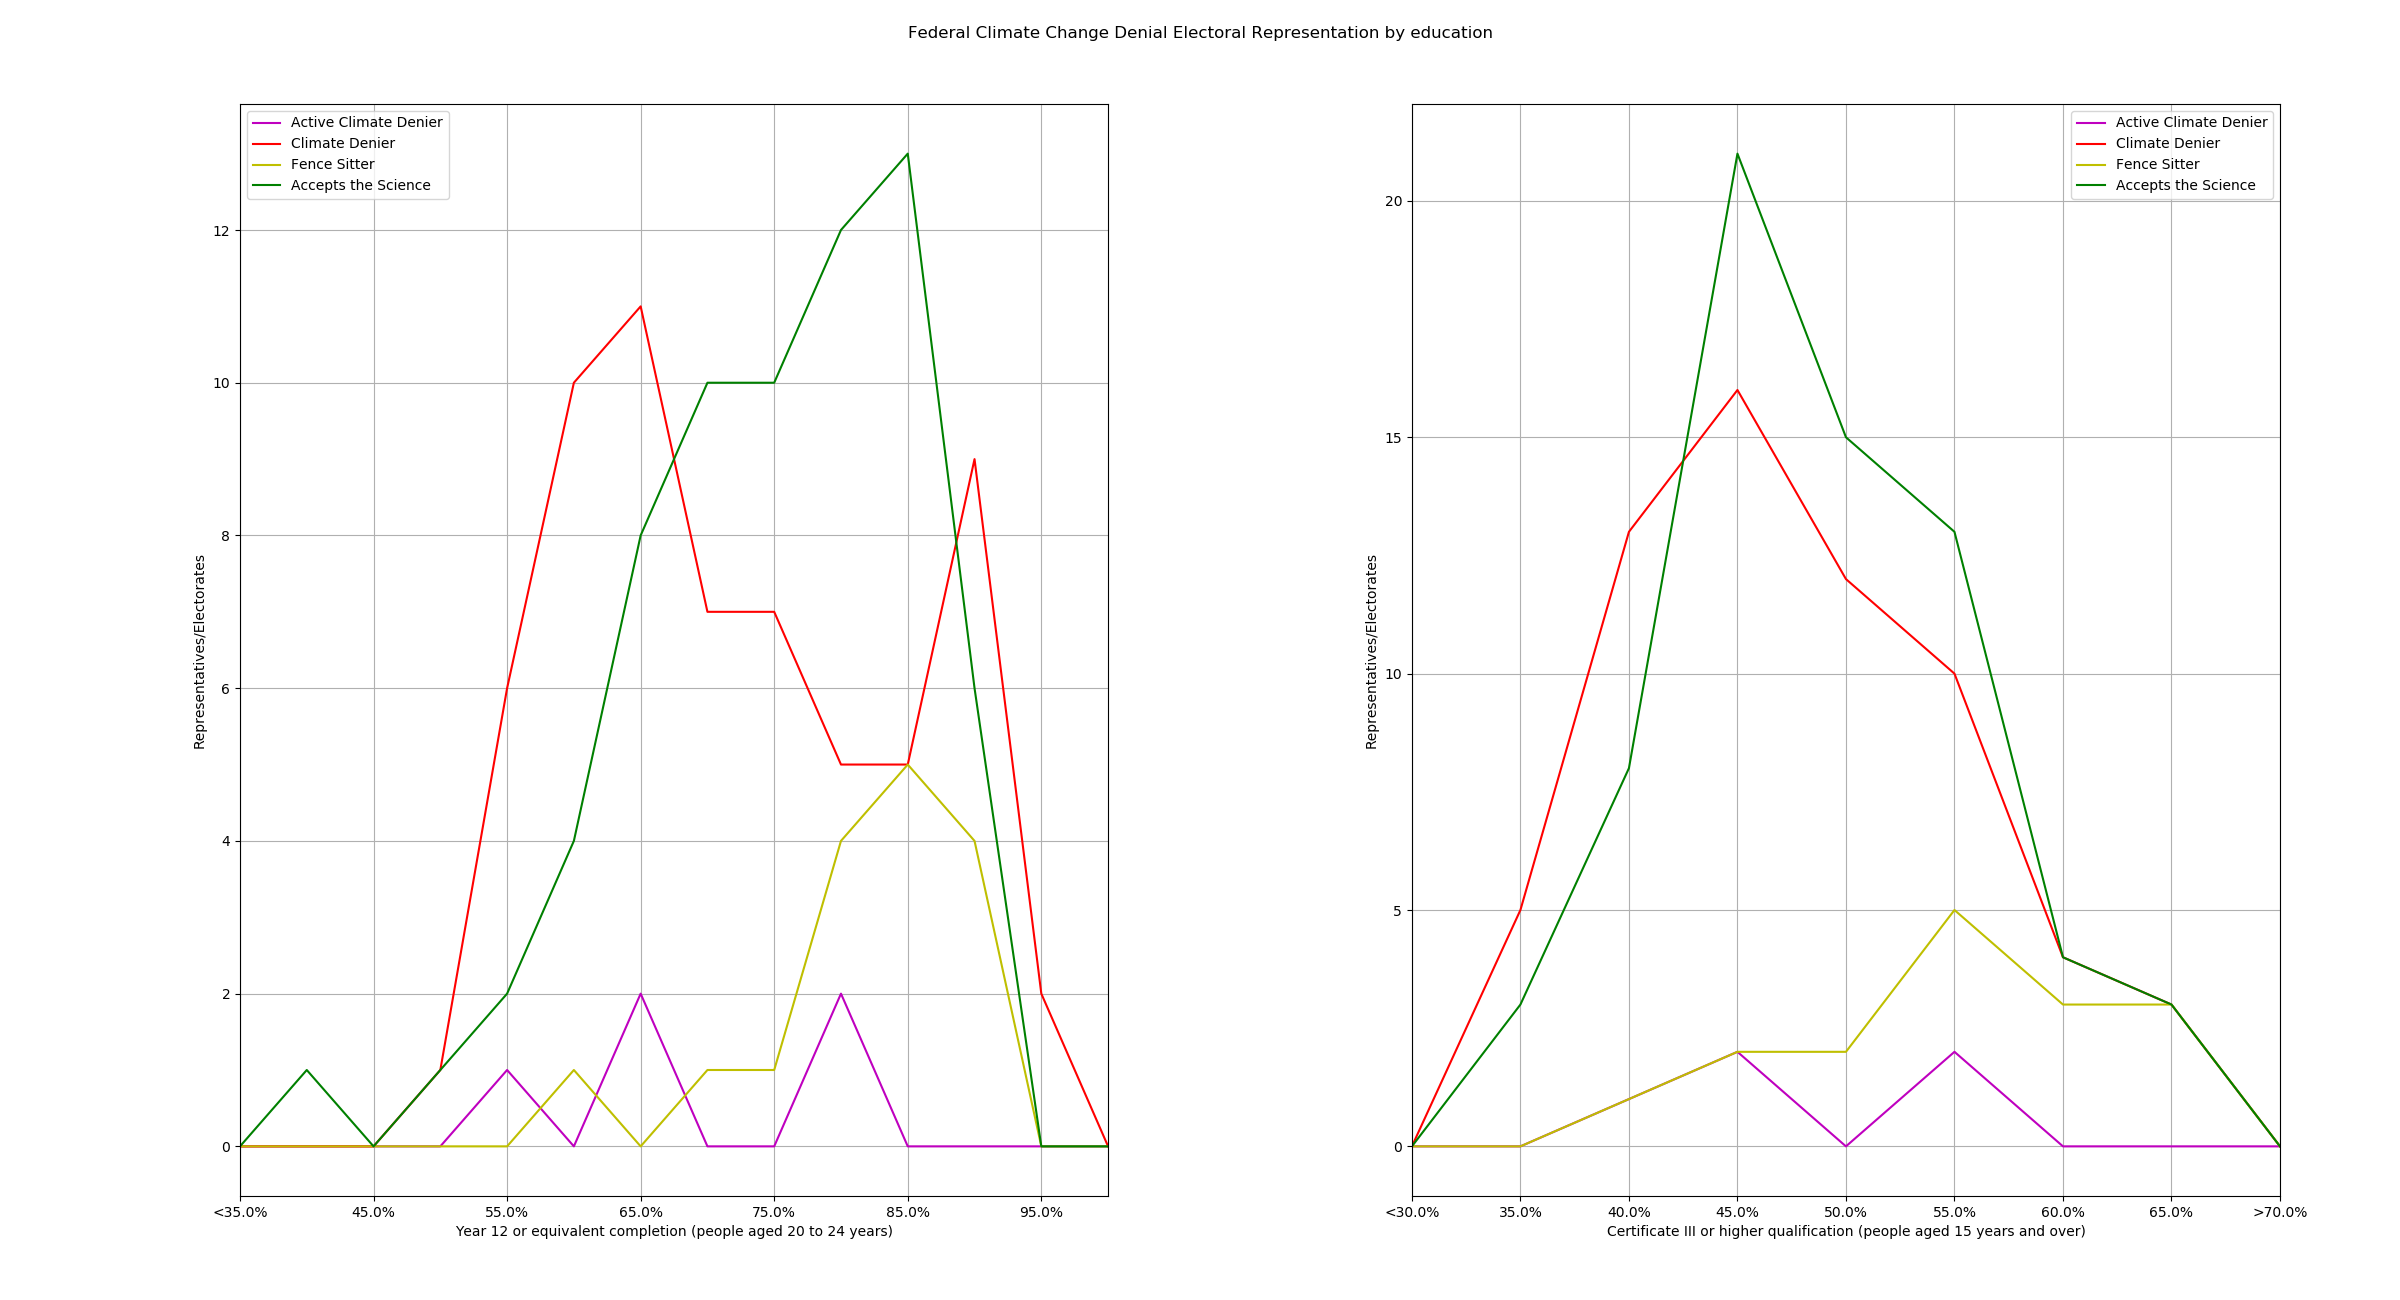 Federal Climate Change Denial Electoral Representation by education
Active Climate Denier
Climate Denier
Fence Sitter
Accepts the Science
12
10
8
6
4
2
0
Representatives/Electorates
<35.0% 45.0% 55.0% 65.0% 75.0% 85.0% 95.0%
Year 12 or equivalent completion (people aged 20 to 24 years)
Active Climate Denier
Climate Denier
Fence Sitter
Accepts the Science
20
15
10
5
0
Representatives/Electorates
<30.0% 35.0% 40.0% 45.0% 50.0% 55.0% 60.0% 65.0% >70.0%
Certificate III or higher qualification (people aged 15 years and over)